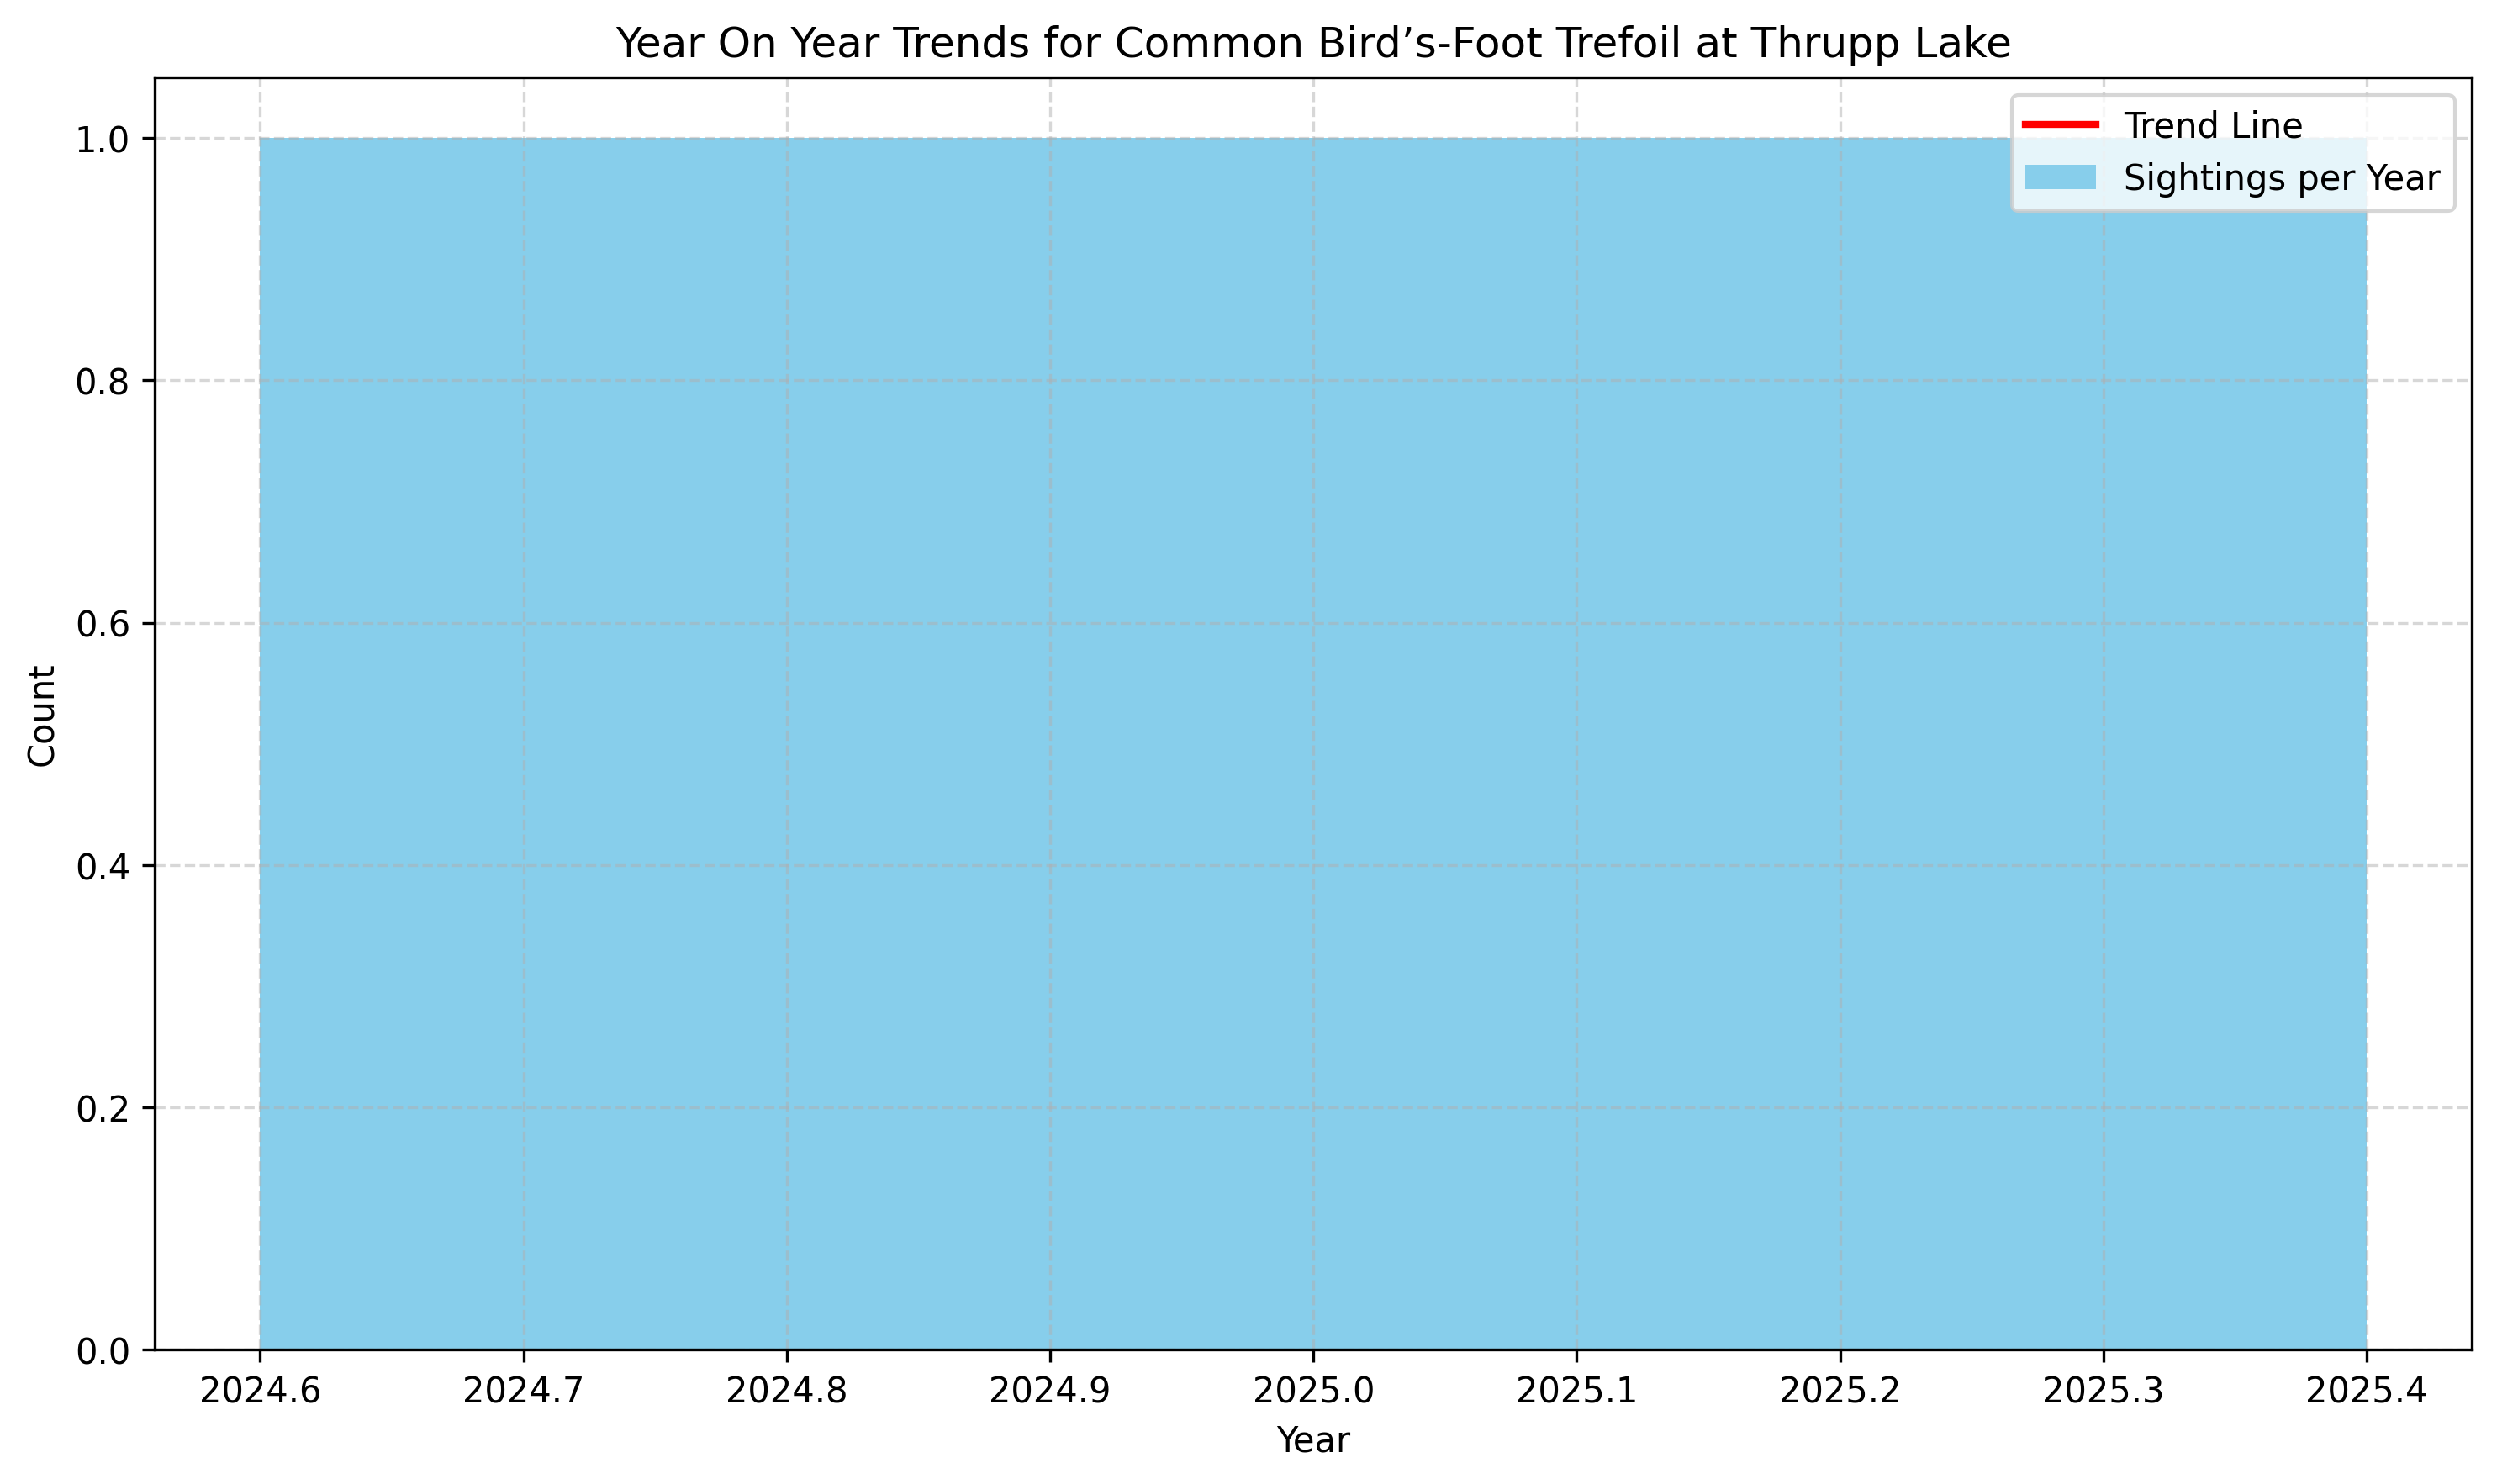 Year On Year Trends for Common Bird’s-Foot Trefoil at Thrupp Lake
Trend Line
Sightings per Year
1.0
0.8
0.6
0.4
0.2
0.0
Count
2024.6 2024.7 2024.8 2024.9 2025.0 2025.1 2025.2 2025.3 2025.4
Year